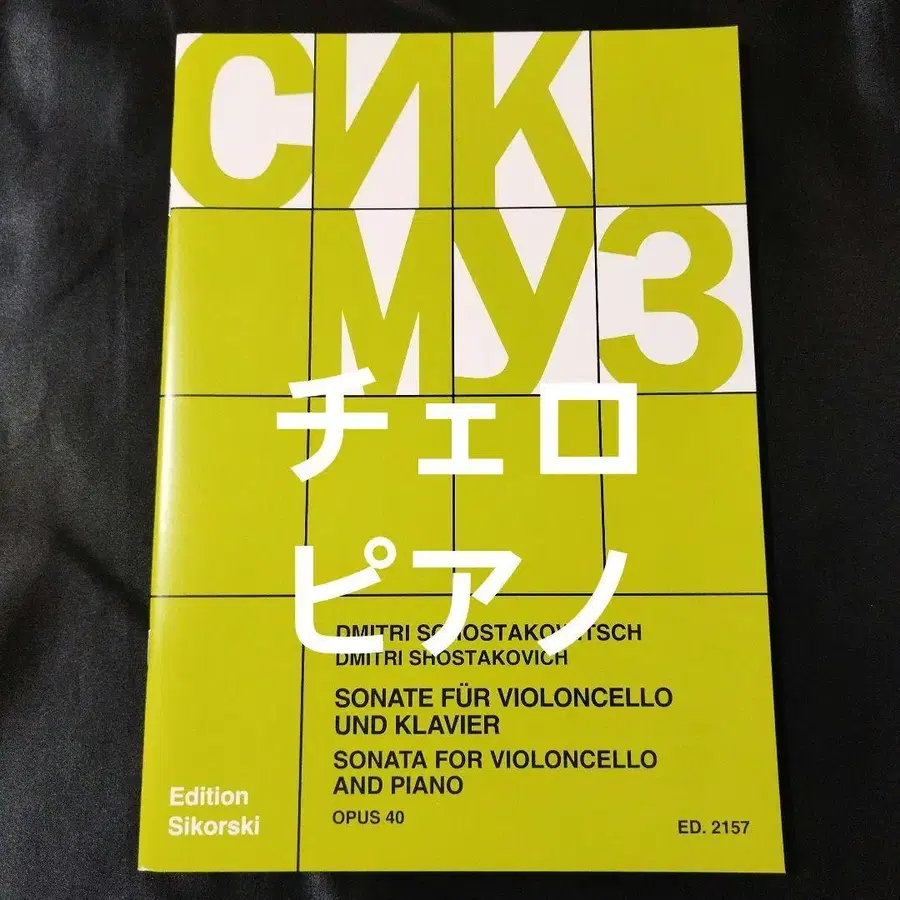 СИК
МУЗ
チェロ
ピアノ
DMITRI SCHOSTAKOWITSCH
DMITRI SHOSTAKOVICH
SONATE FÜR VIOLONCELLO
UND KLAVIER
SONATA FOR VIOLONCELLO
AND PIANO
OPUS 40
Edition
Sikorski
ED. 2157